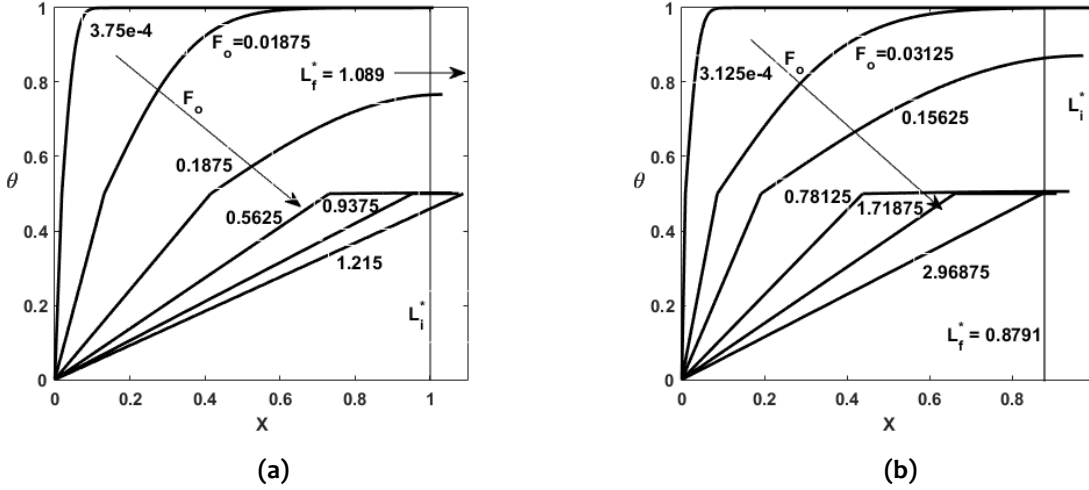 1
0.8
0.6
0.4
0.2
0
θ
3.75e-4
F_o=0.01875
L_f^* = 1.089
F_o
0.1875
0.5625
0.9375
1.215
L_i^*
0 0.2 0.4 0.6 0.8 1
X
(a)
1
0.8
0.6
0.4
0.2
0
θ
3.125e-4
F_o
F_o=0.03125
L_i^*
0.15625
0.78125
1.71875
2.96875
L_f^* = 0.8791
0 0.2 0.4 0.6 0.8
X
(b)